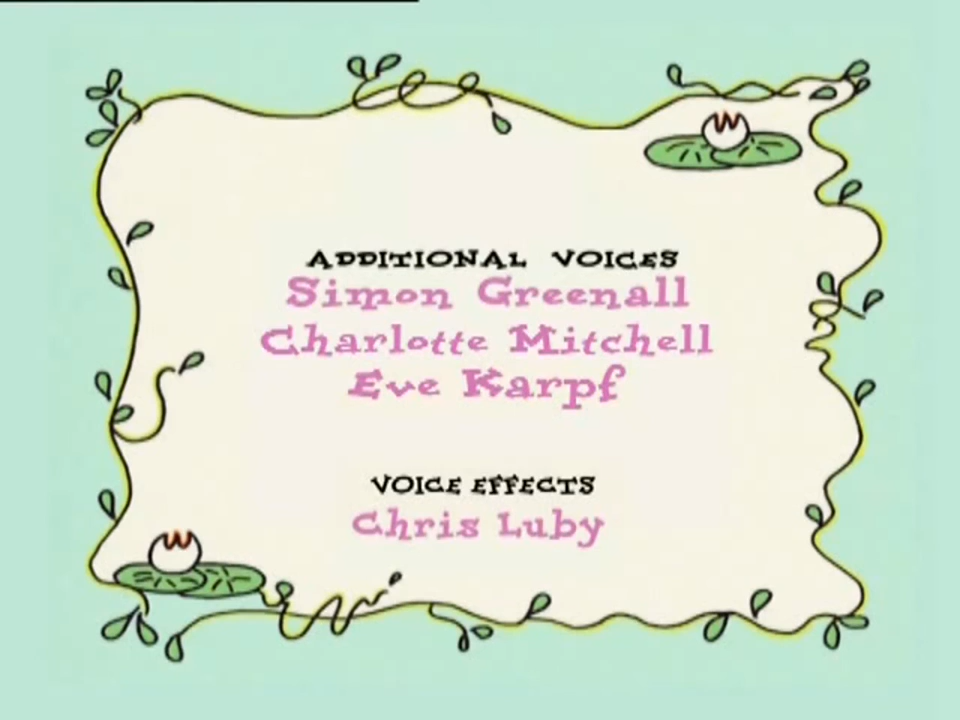 ADDITIONAL VOICES
Simon Greenall
Charlotte Mitchell
Eve Karpf
VOICE EFFECTS
Chris Luby